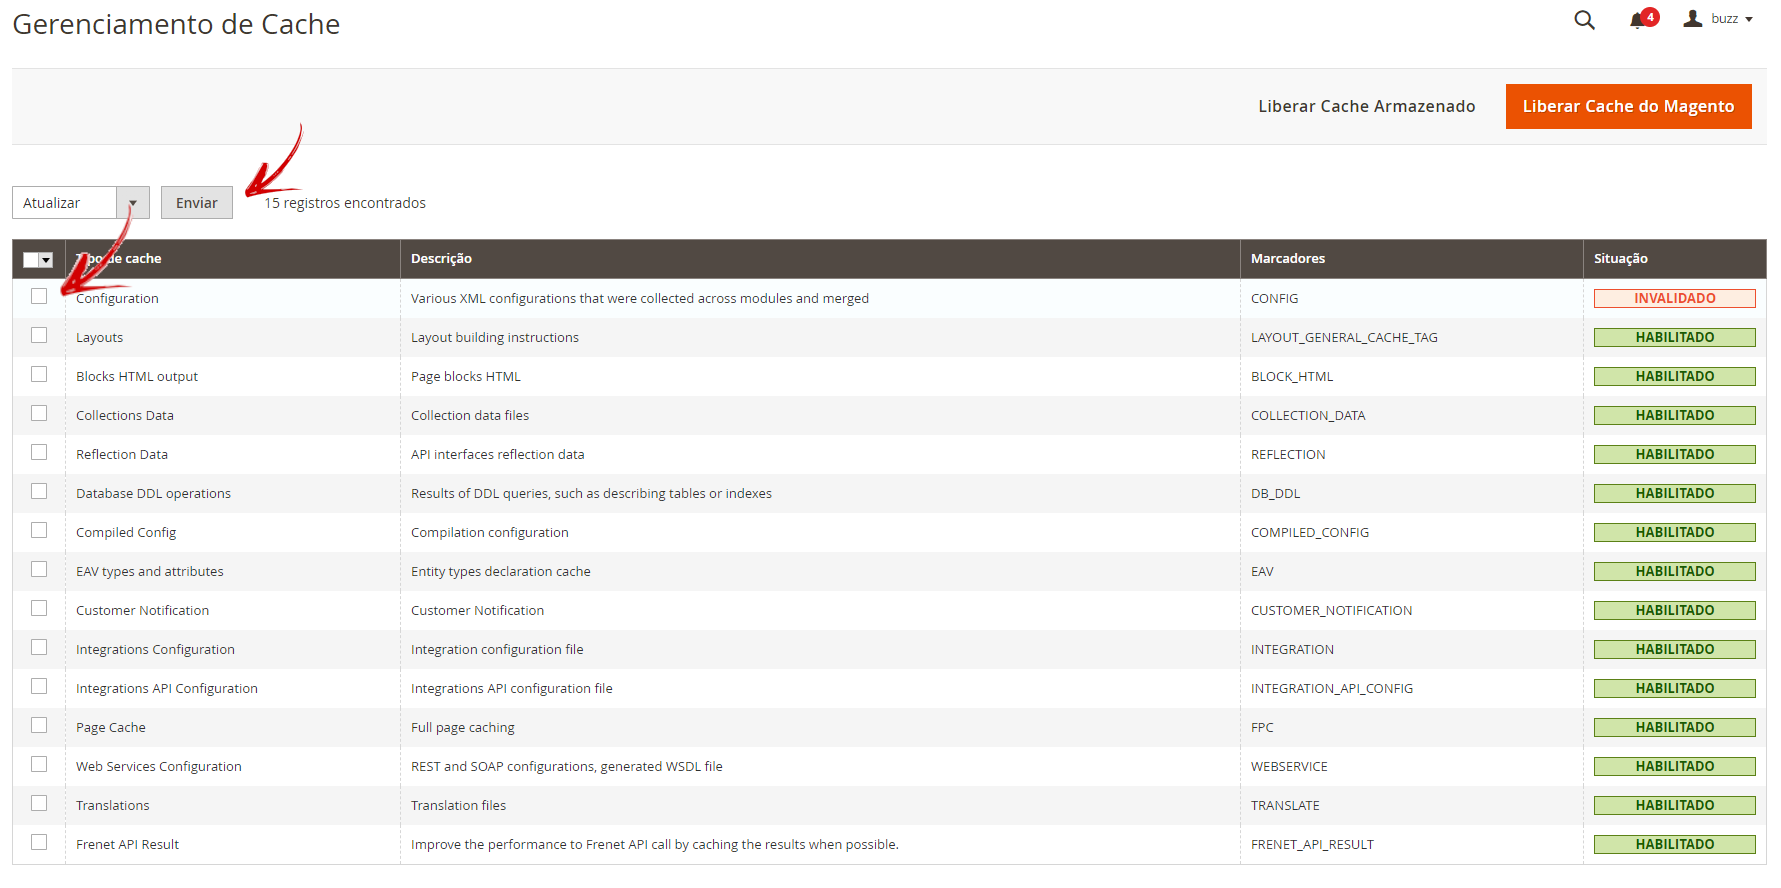 Gerenciamento de Cache
4
buzz
Liberar Cache Armazenado
Liberar Cache do Magento
Atualizar
Enviar
15 registros encontrados
Tipo de cache Descrição Marcadores Situação
Configuration Various XML configurations that were collected across modules and merged CONFIG INVALIDADO
Layouts Layout building instructions LAYOUT_GENERAL_CACHE_TAG HABILITADO
Blocks HTML output Page blocks HTML BLOCK_HTML HABILITADO
Collections Data Collection data files COLLECTION_DATA HABILITADO
Reflection Data API interfaces reflection data REFLECTION HABILITADO
Database DDL operations Results of DDL queries, such as describing tables or indexes DB_DDL HABILITADO
Compiled Config Compilation configuration COMPILED_CONFIG HABILITADO
EAV types and attributes Entity types declaration cache EAV HABILITADO
Customer Notification Customer Notification CUSTOMER_NOTIFICATION HABILITADO
Integrations Configuration Integration configuration file INTEGRATION HABILITADO
Integrations API Configuration Integrations API configuration file INTEGRATION_API_CONFIG HABILITADO
Page Cache Full page caching FPC HABILITADO
Web Services Configuration REST and SOAP configurations, generated WSDL file WEBSERVICE HABILITADO
Translations Translation files TRANSLATE HABILITADO
Frenet API Result Improve the performance to Frenet API call by caching the results when possible. FRENET_API_RESULT HABILITADO